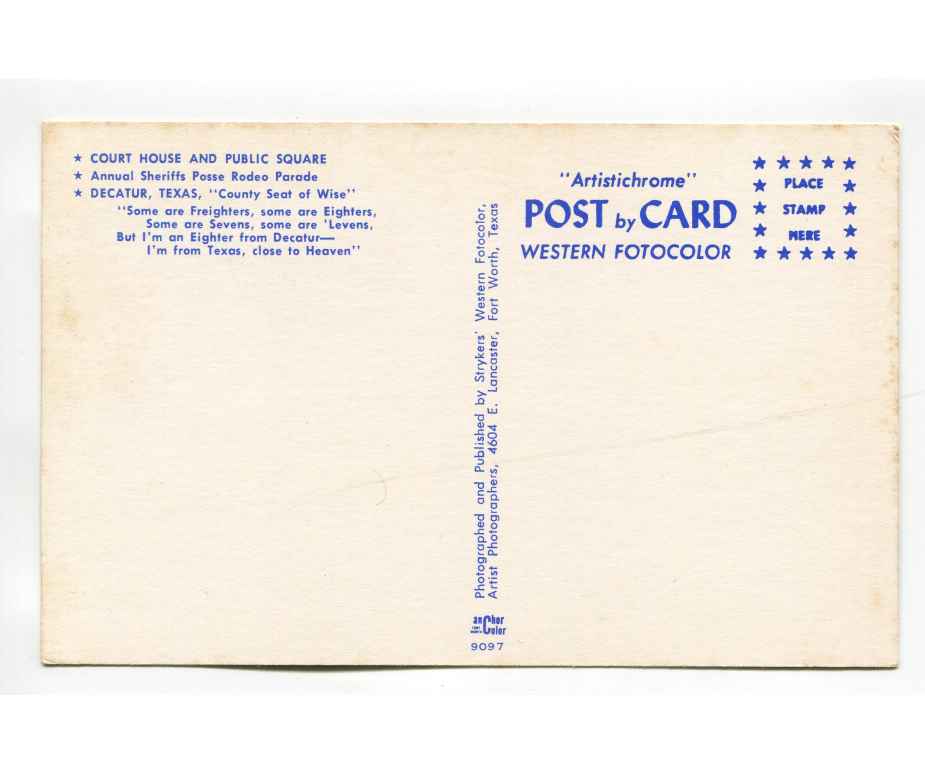 ★ COURT HOUSE AND PUBLIC SQUARE
★ Annual Sheriffs Posse Rodeo Parade
★ DECATUR, TEXAS, "County Seat of Wise"
"Some are Freighters, some are Eighters,
Some are Sevens, some are 'Levens,
But I'm an Eighter from Decatur—
I'm from Texas, close to Heaven"
Photographed and Published by Strykers' Western Fotocolor,
Artist Photographers, 4604 E. Lancaster, Fort Worth, Texas
anchor
Color
9097
"Artistichrome"
POST by CARD
WESTERN FOTOCOLOR
PLACE
STAMP
HERE